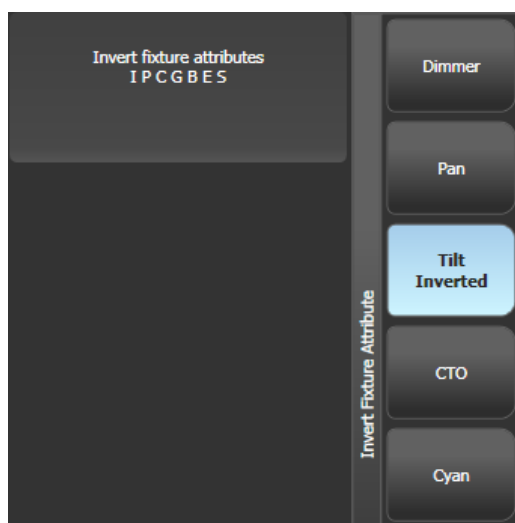 Invert fixture attributes
I P C G B E S
Invert Fixture Attribute
Dimmer
Pan
Tilt
Inverted
CTO
Cyan